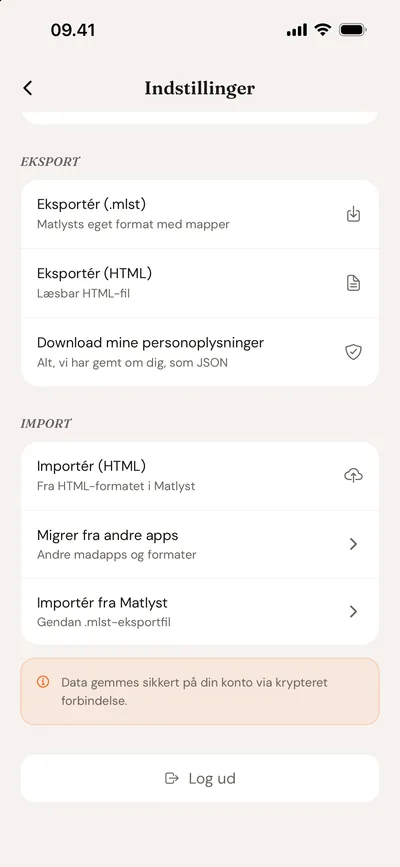 09.41
Indstillinger
EKSPORT
Eksportér (.mlst)
Matlysts eget format med mapper
Eksportér (HTML)
Læsbar HTML-fil
Download mine personoplysninger
Alt, vi har gemt om dig, som JSON
IMPORT
Importér (HTML)
Fra HTML-formatet i Matlyst
Migrer fra andre apps
Andre madapps og formater
Importér fra Matlyst
Gendan .mlst-eksportfil
Data gemmes sikkert på din konto via krypteret
forbindelse.
Log ud